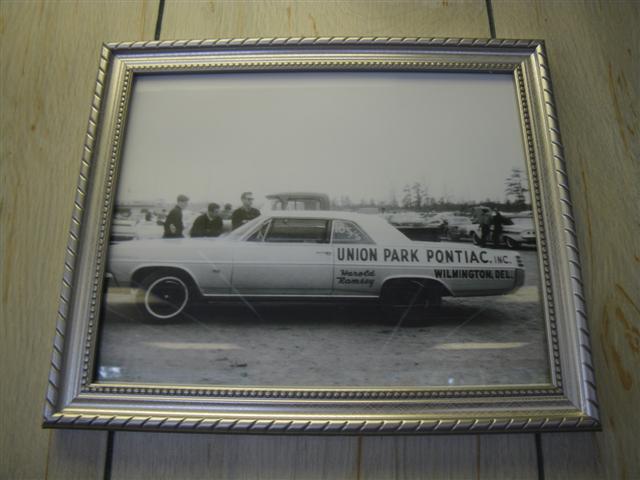 UNION PARK PONTIAC, INC.
Harold
Ramsey
WILMINGTON, DEL.